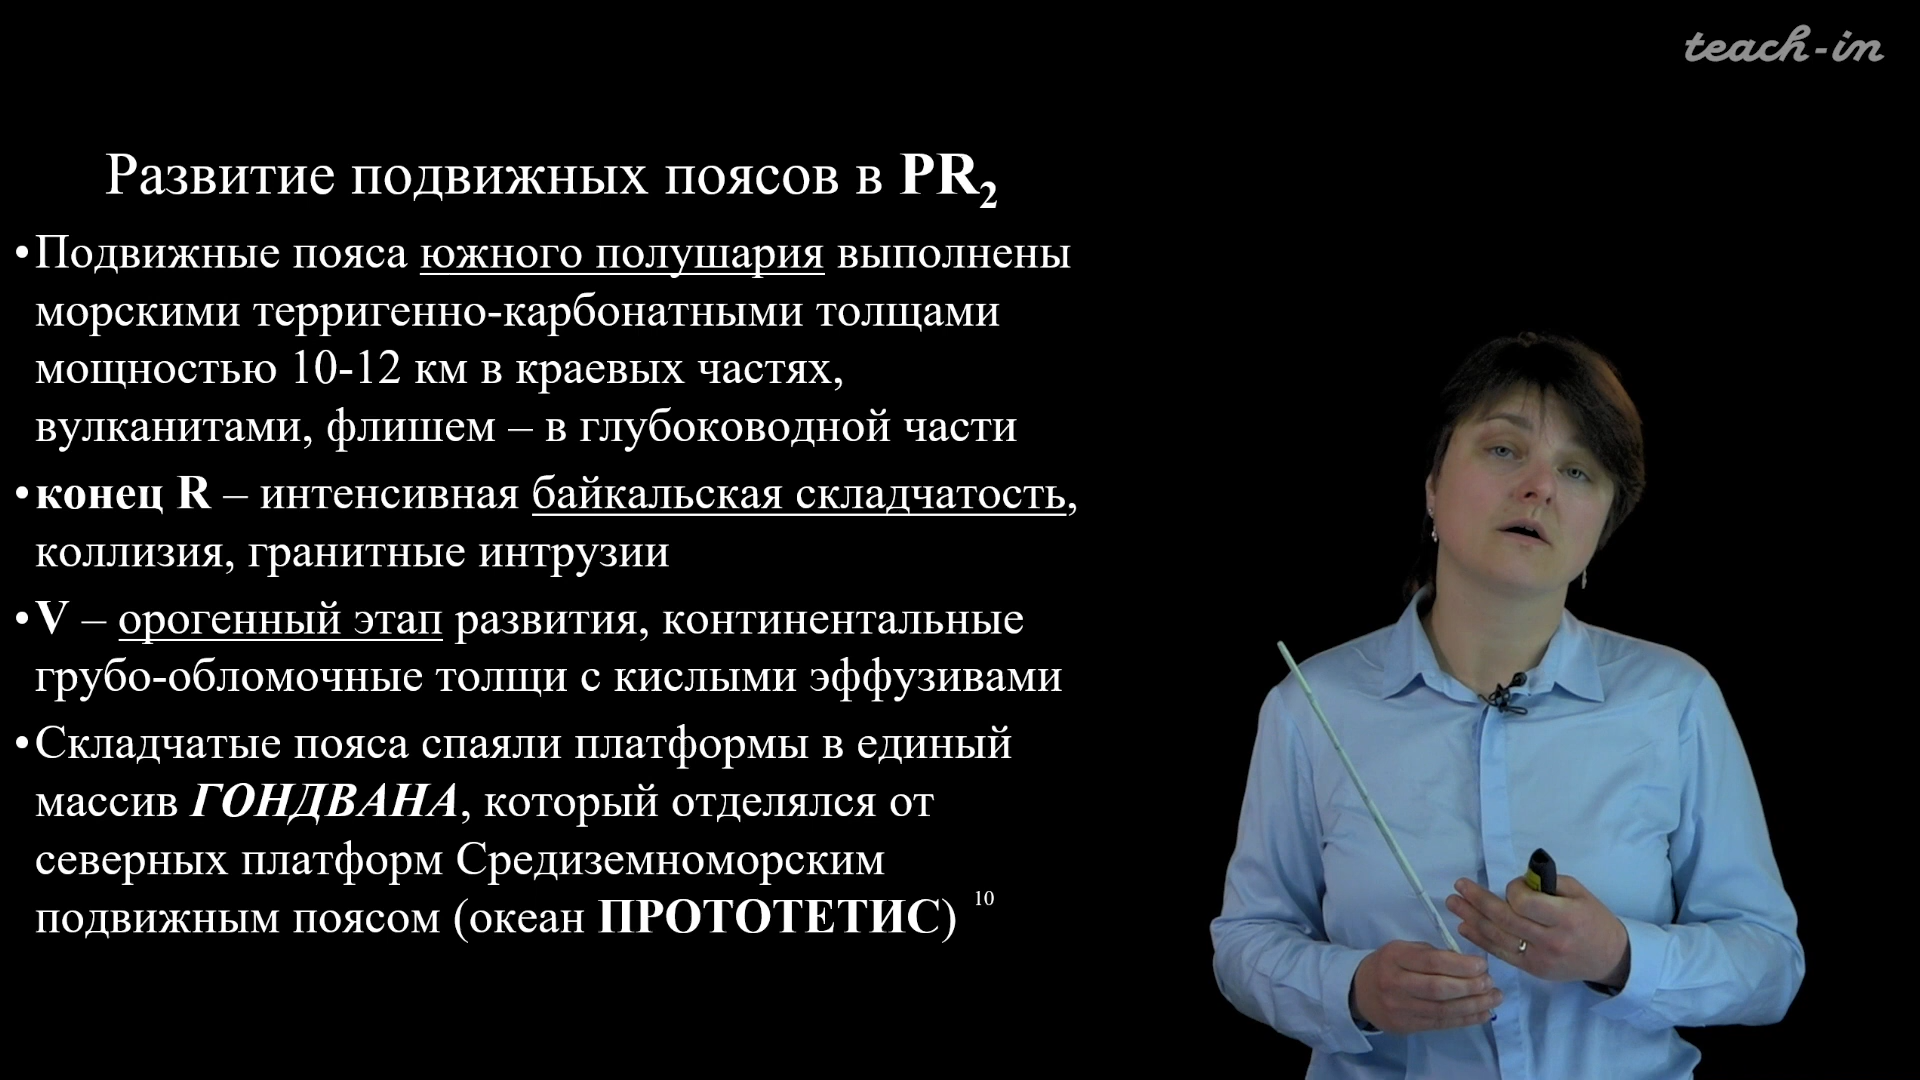 teach-in
Развитие подвижных поясов в PR2
•Подвижные пояса южного полушария выполнены
морскими терригенно-карбонатными толщами
мощностью 10-12 км в краевых частях,
вулканитами, флишем – в глубоководной части
•конец R – интенсивная байкальская складчатость,
коллизия, гранитные интрузии
•V – орогенный этап развития, континентальные
грубо-обломочные толщи с кислыми эффузивами
•Складчатые пояса спаяли платформы в единый
массив ГОНДВАНА, который отделялся от
северных платформ Средиземноморским
подвижным поясом (океан ПРОТОТЕТИС)
10